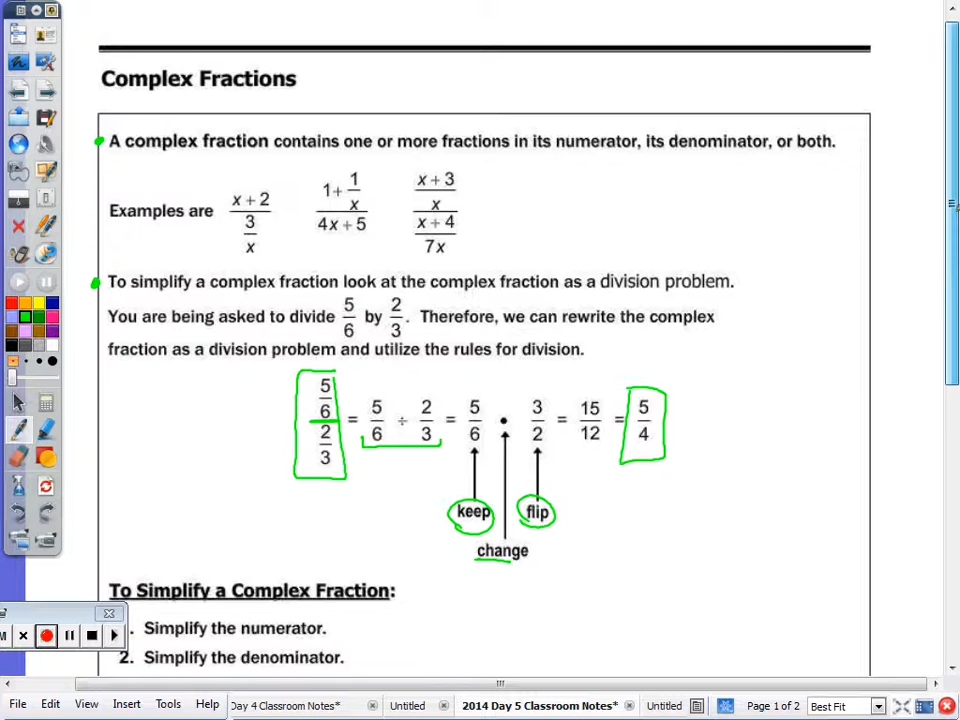 Complex Fractions
A complex fraction contains one or more fractions in its numerator, its denominator, or both.
Examples are (x + 2)/(3/x) (1 + 1/x)/(4x + 5) ((x + 3)/x)/((x + 4)/7x)
To simplify a complex fraction look at the complex fraction as a division problem.
You are being asked to divide 5/6 by 2/3. Therefore, we can rewrite the complex
fraction as a division problem and utilize the rules for division.
(5/6)/(2/3) = 5/6 ÷ 2/3 = 5/6 • 3/2 = 15/12 = 5/4
keep flip
change
To Simplify a Complex Fraction:
. Simplify the numerator.
2. Simplify the denominator.
File Edit View Insert Tools Help Day 4 Classroom Notes* Untitled 2014 Day 5 Classroom Notes* Untitled Page 1 of 2 Best Fit